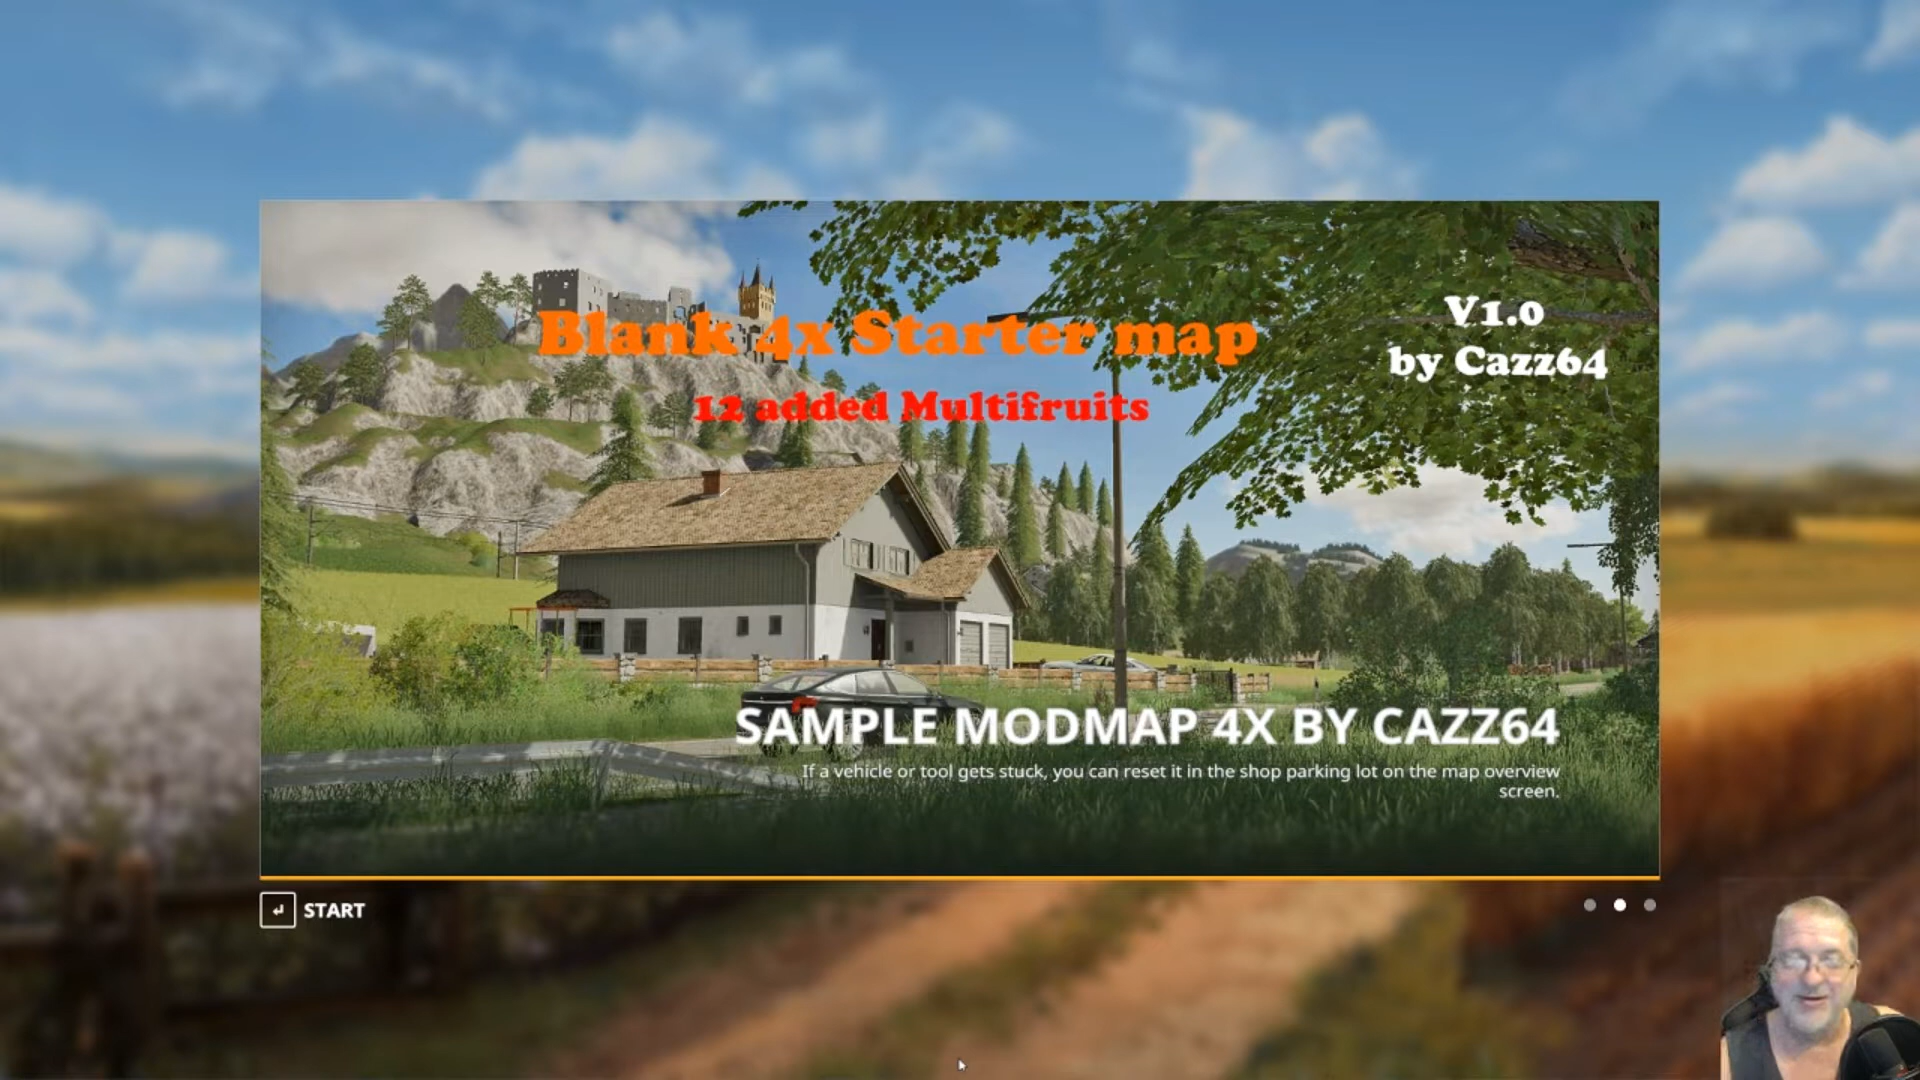 Blank 4x Starter map
V1.0
by Cazz64
12 added Multifruits
SAMPLE MODMAP 4X BY CAZZ64
If a vehicle or tool gets stuck, you can reset it in the shop parking lot on the map overview
screen.
START